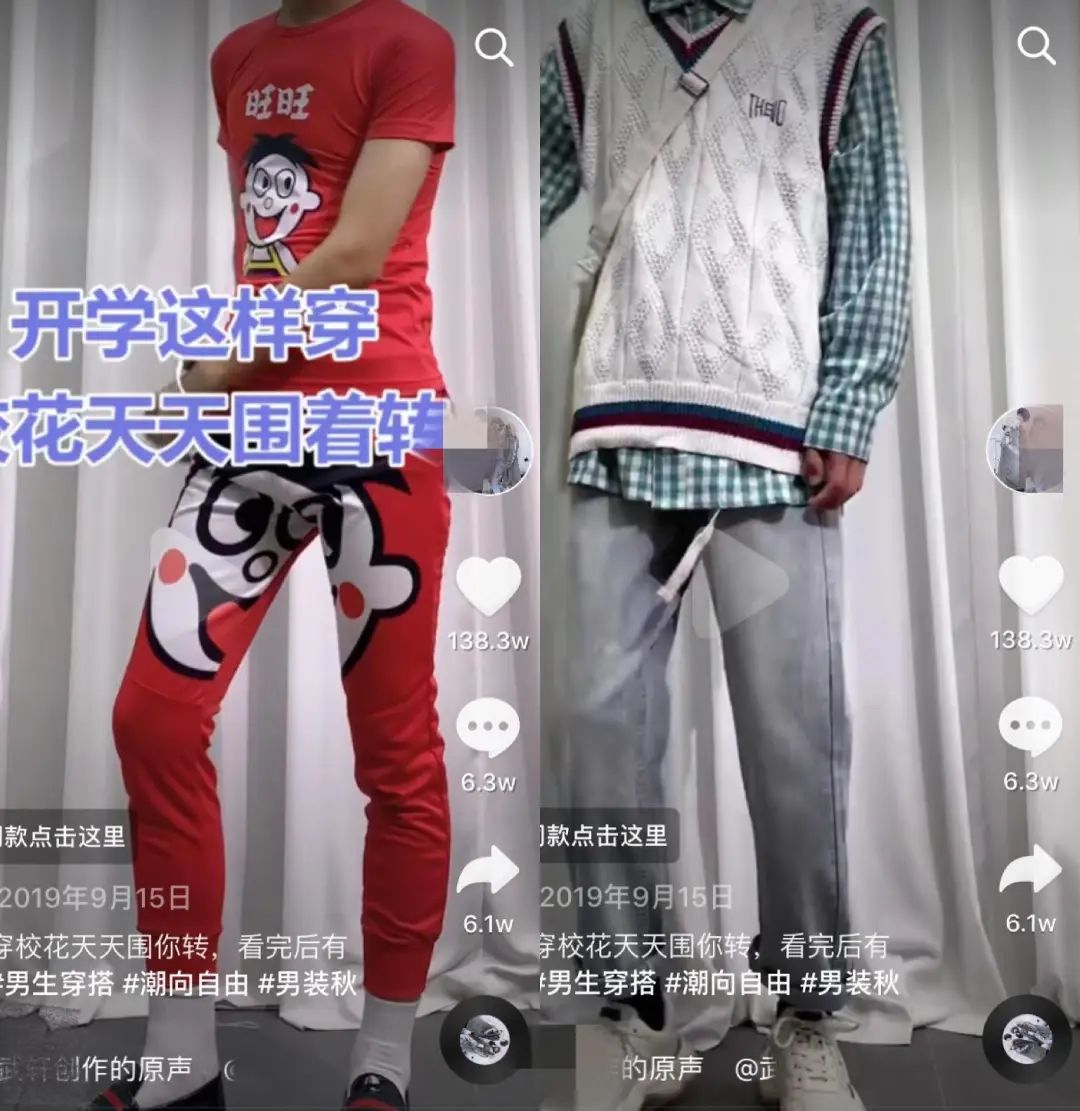 旺旺
开学这样穿
校花天天围着转
138.3w
6.3w
同款点击这里
2019年9月15日
6.1w
穿校花天天围你转，看完后有
#男生穿搭 #潮向自由 #男装秋
武轩创作的原声
138.3w
6.3w
同款点击这里
2019年9月15日
6.1w
穿校花天天围你转，看完后有
#男生穿搭 #潮向自由 #男装秋
的原声 @武